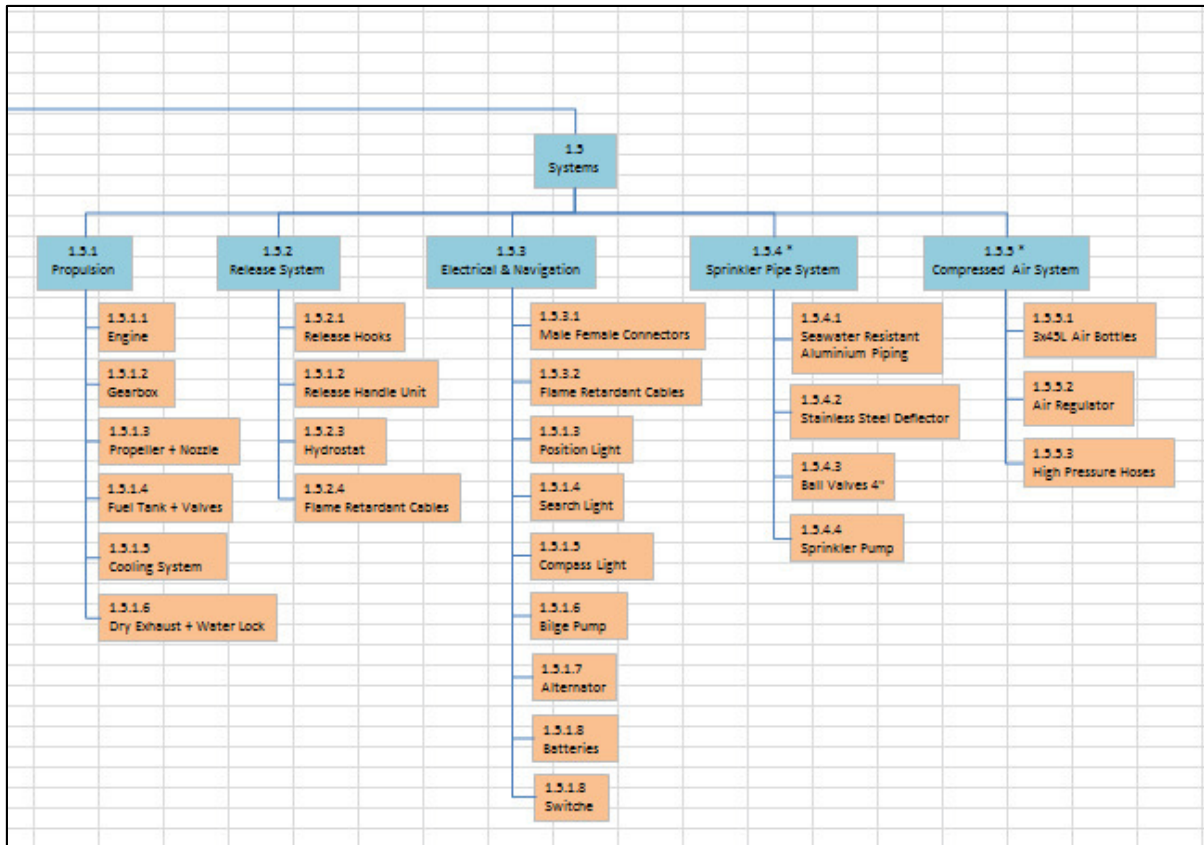 1.5
Systems
1.5.1
Propulsion
1.5.1.1
Engine
1.5.1.2
Gearbox
1.5.1.3
Propeller + Nozzle
1.5.1.4
Fuel Tank + Valves
1.5.1.5
Cooling System
1.5.1.6
Dry Exhaust + Water Lock
1.5.2
Release System
1.5.2.1
Release Hooks
1.5.1.2
Release Handle Unit
1.5.2.3
Hydrostat
1.5.2.4
Flame Retardant Cables
1.5.3
Electrical & Navigation
1.5.3.1
Male Female Connectors
1.5.3.2
Flame Retardant Cables
1.5.1.3
Position Light
1.5.1.4
Search Light
1.5.1.5
Compass Light
1.5.1.6
Bilge Pump
1.5.1.7
Alternator
1.5.1.8
Batteries
1.5.1.8
Switche
1.5.4 *
Sprinkler Pipe System
1.5.4.1
Seawater Resistant
Aluminium Piping
1.5.4.2
Stainless Steel Deflector
1.5.4.3
Ball Valves 4"
1.5.4.4
Sprinkler Pump
1.5.5 *
Compressed Air System
1.5.5.1
3x45L Air Bottles
1.5.5.2
Air Regulator
1.5.5.3
High Pressure Hoses